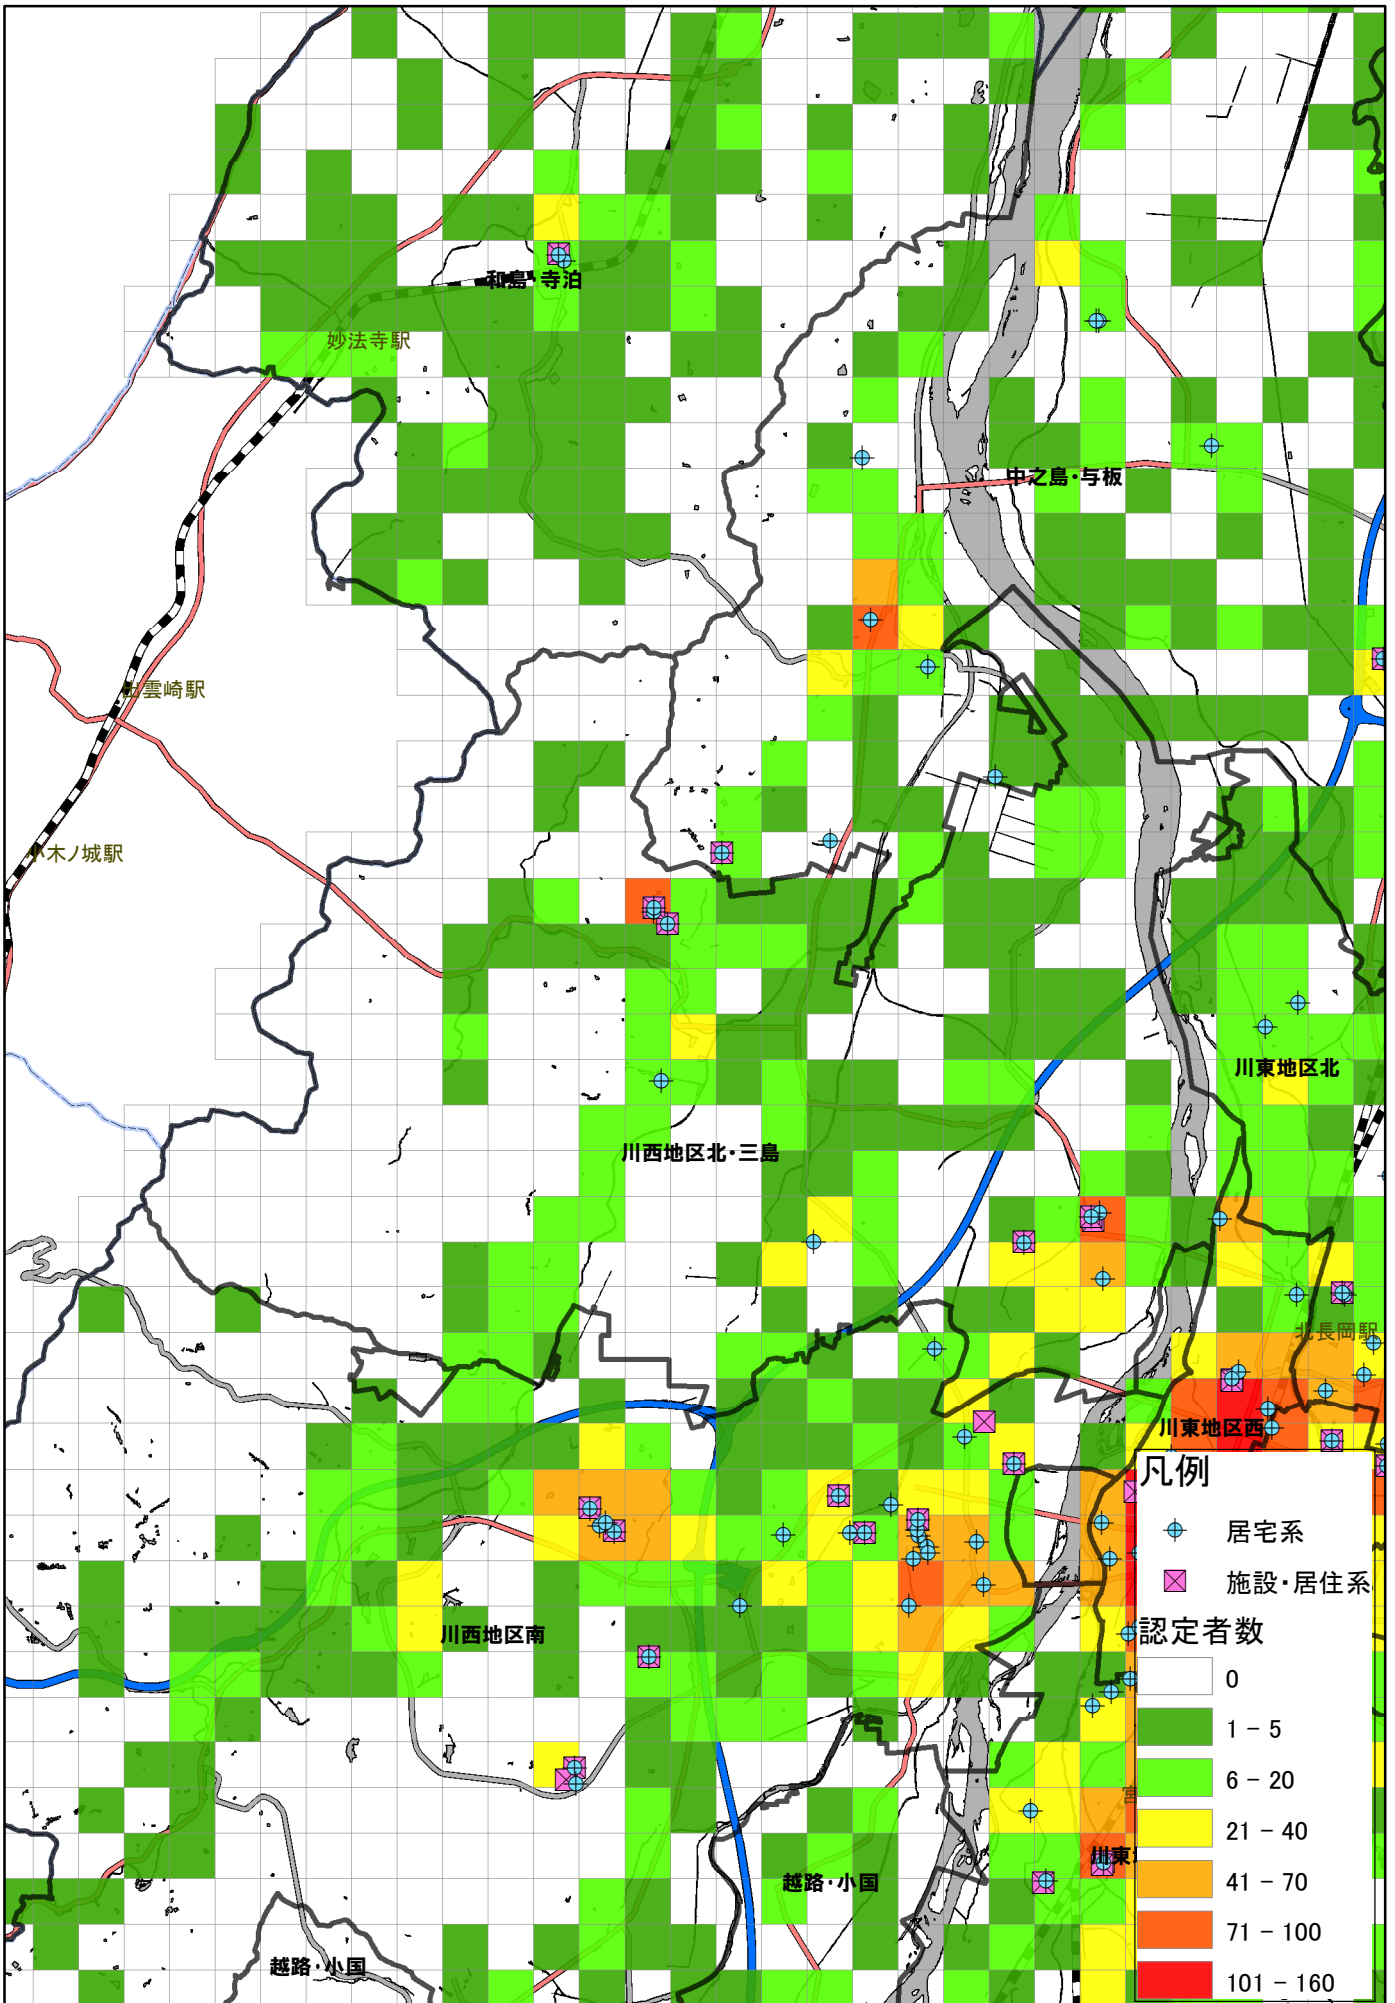 和島・寺泊
妙法寺駅
中之島・与板
出雲崎駅
小木ノ城駅
川東地区北
川西地区北・三島
北長岡駅
川東地区西
凡例
居宅系
施設・居住系
認定者数
0
1 - 5
6 - 20
21 - 40
41 - 70
71 - 100
101 - 160
川西地区南
宮
川東
越路・小国
越路・小国